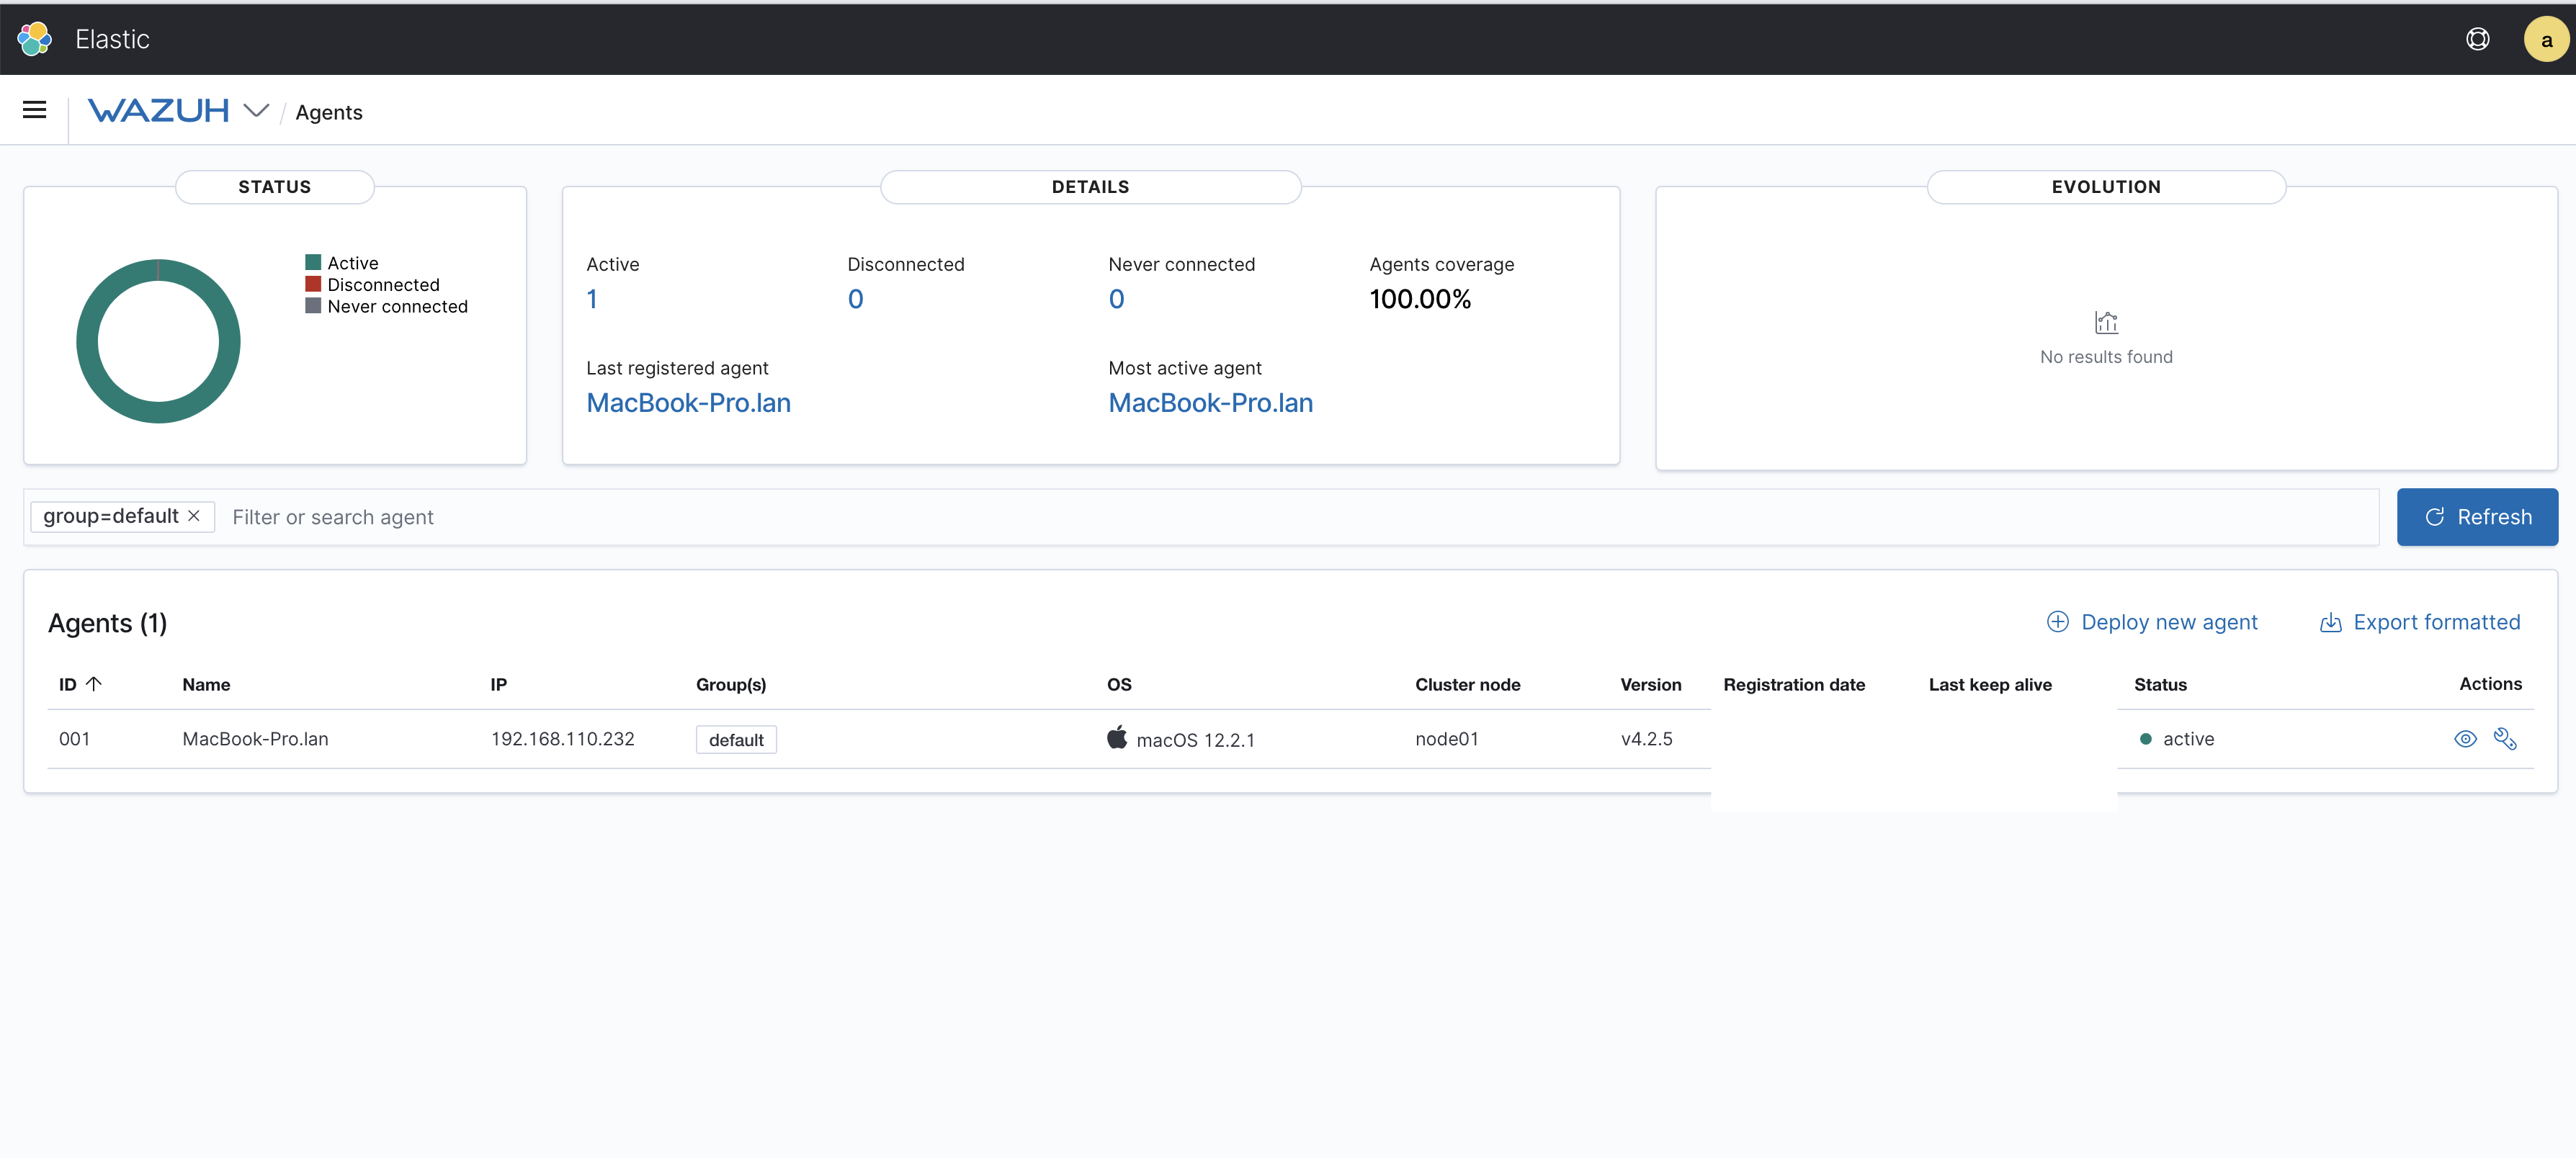 Elastic
a
WAZUH / Agents
STATUS
Active
Disconnected
Never connected
DETAILS
Active
1
Disconnected
0
Never connected
0
Agents coverage
100.00%
Last registered agent
MacBook-Pro.lan
Most active agent
MacBook-Pro.lan
EVOLUTION
No results found
group=default × Filter or search agent
Refresh
Agents (1)
Deploy new agent
Export formatted
ID ↑ Name IP Group(s) OS Cluster node Version Registration date Last keep alive Status Actions
001 MacBook-Pro.lan 192.168.110.232 default macOS 12.2.1 node01 v4.2.5 active